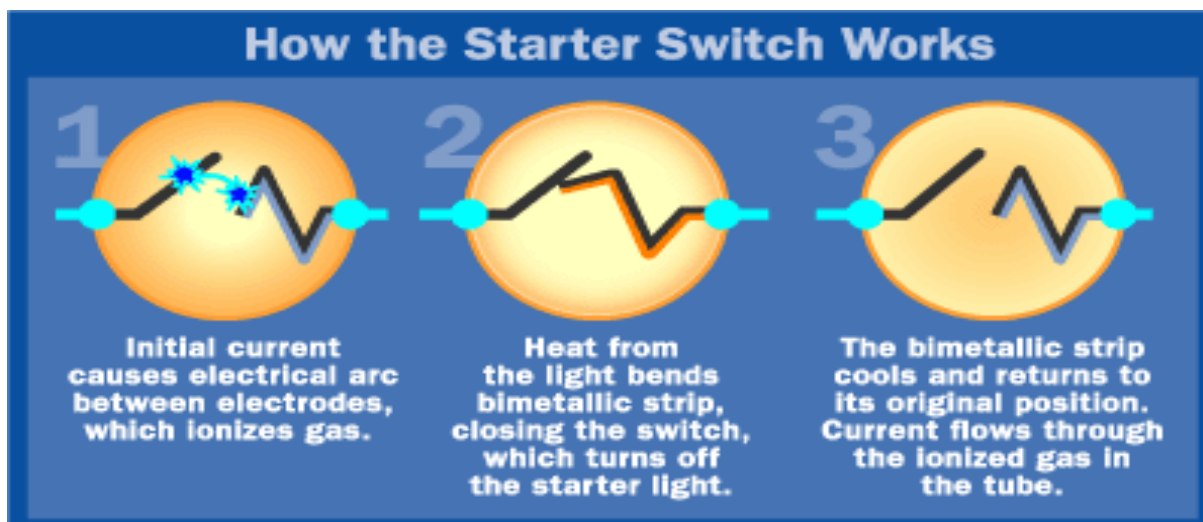 How the Starter Switch Works
1
Initial current
causes electrical arc
between electrodes,
which ionizes gas.
2
Heat from
the light bends
bimetallic strip,
closing the switch,
which turns off
the starter light.
3
The bimetallic strip
cools and returns to
its original position.
Current flows through
the ionized gas in
the tube.